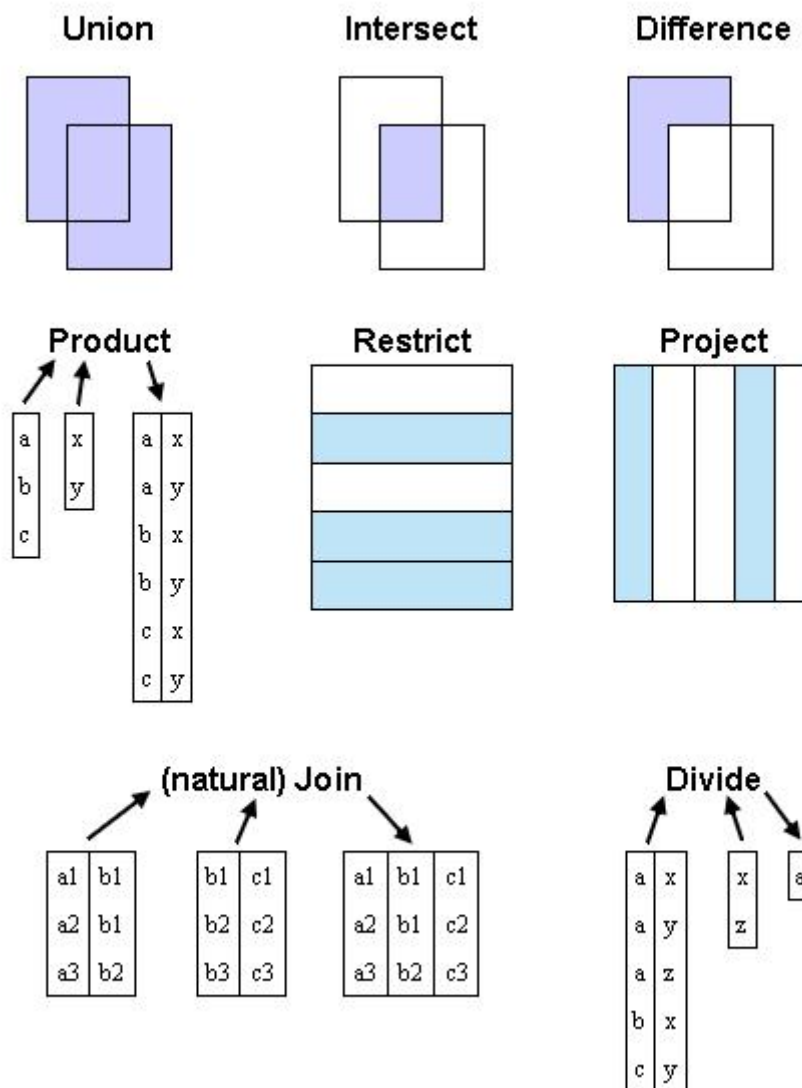 Union Intersect Difference
Product Restrict Project
a x a x
b y a y
c b x
b y
c x
c y
(natural) Join Divide
a1 b1 b1 c1 a1 b1 c1 a x x a
a2 b1 b2 c2 a2 b1 c2 a y z
a3 b2 b3 c3 a3 b2 c3 a z
b x
c y